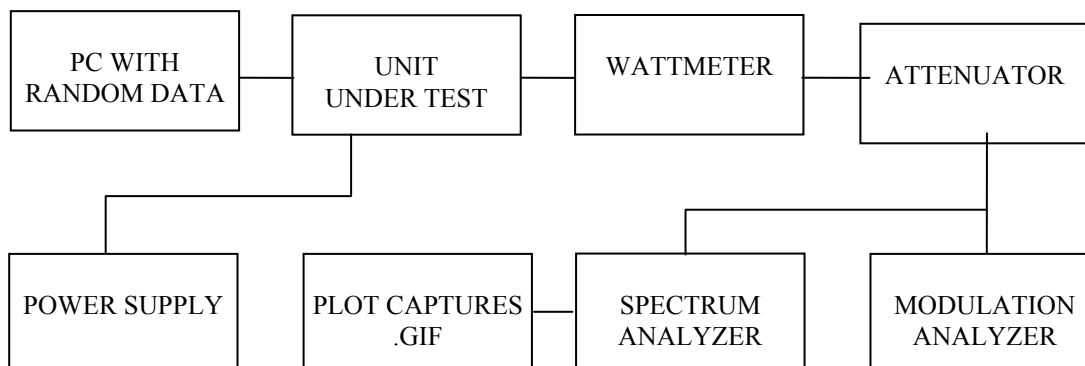 PC WITH
RANDOM DATA
UNIT
UNDER TEST
WATTMETER
ATTENUATOR
POWER SUPPLY
PLOT CAPTURES
.GIF
SPECTRUM
ANALYZER
MODULATION
ANALYZER